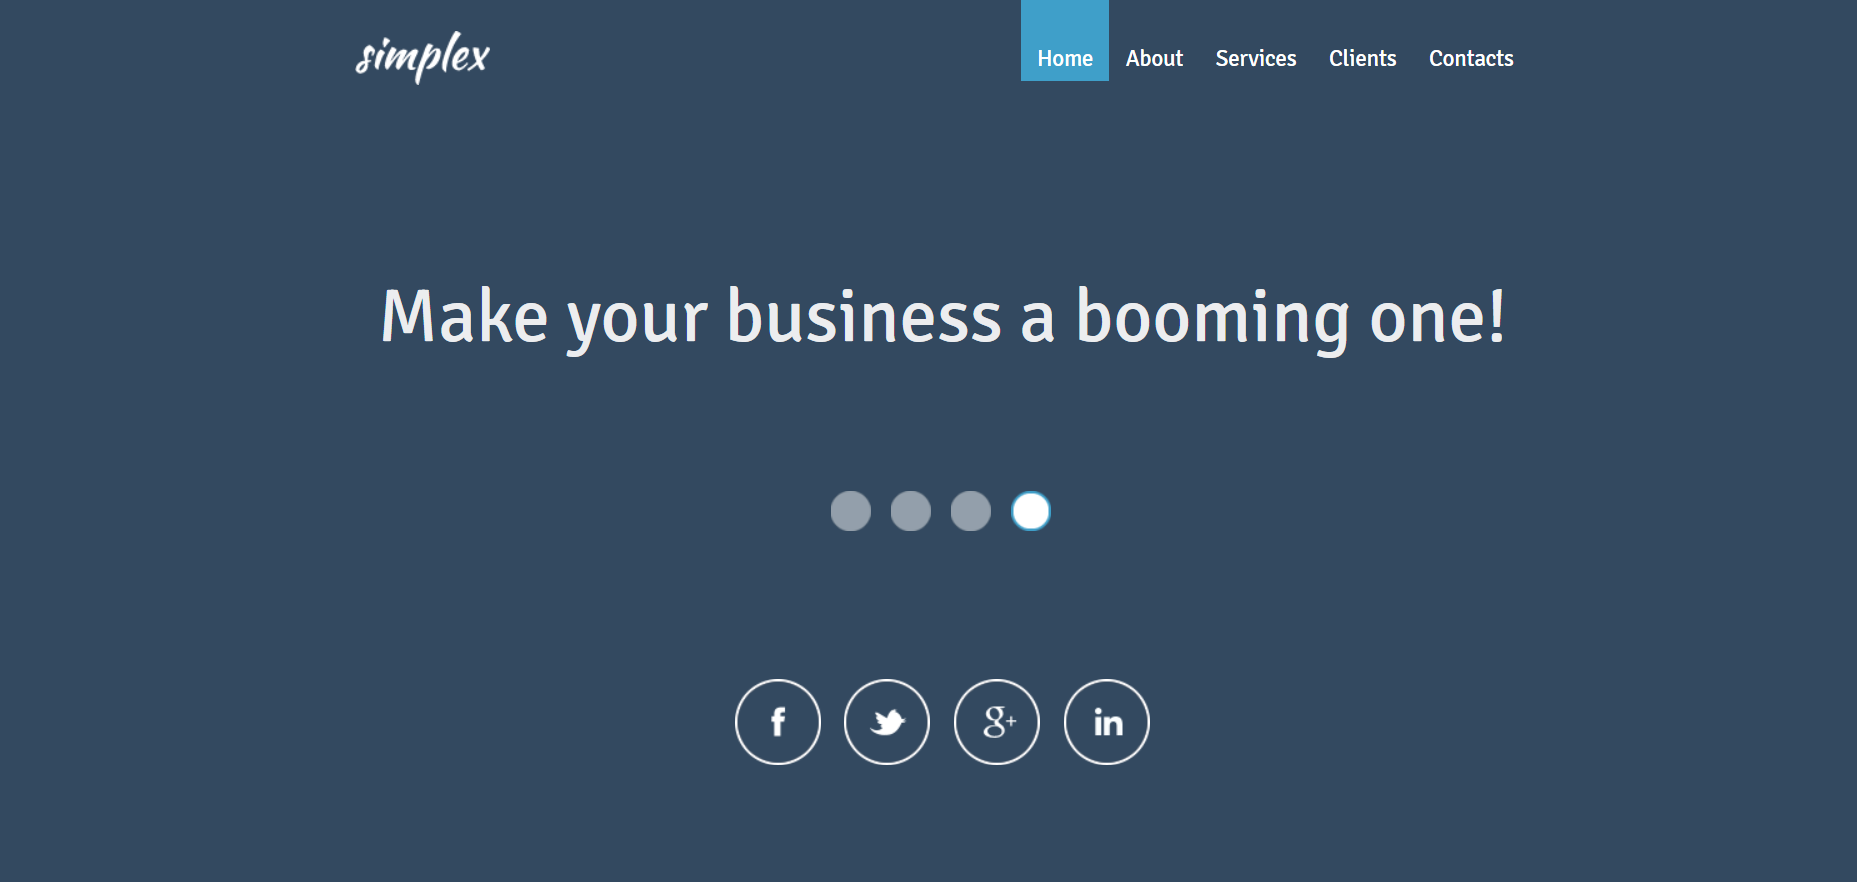 simplex
Home About Services Clients Contacts
Make your business a booming one!
f g+ in